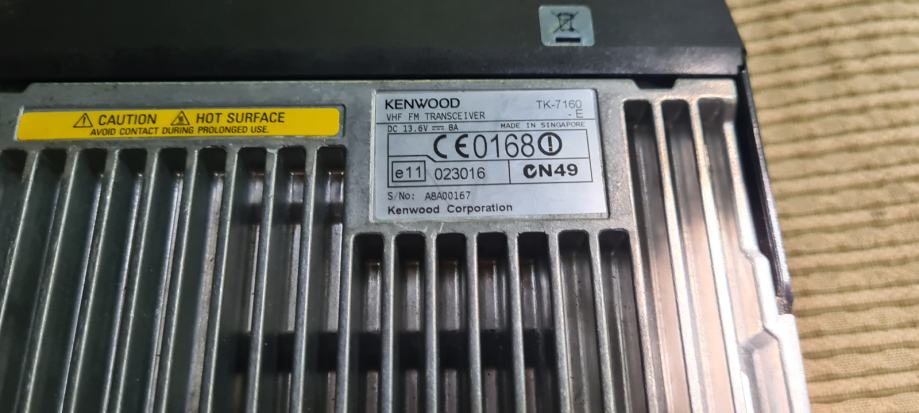 CAUTION HOT SURFACE
AVOID CONTACT DURING PROLONGED USE.
KENWOOD TK-7160
VHF FM TRANSCEIVER -E
DC 13.6V 8A MADE IN SINGAPORE
CE0168
e11 023016 N49
S/No: A8A00167
Kenwood Corporation